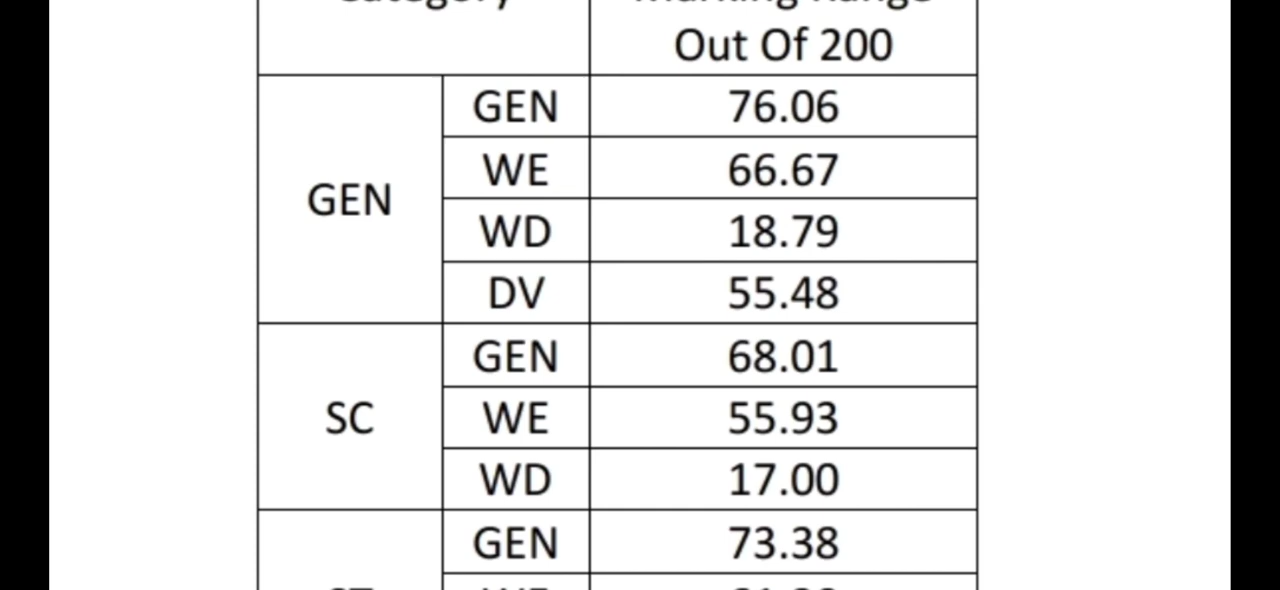 Out Of 200
GEN
GEN 76.06
WE 66.67
WD 18.79
DV 55.48
SC
GEN 68.01
WE 55.93
WD 17.00
GEN 73.38